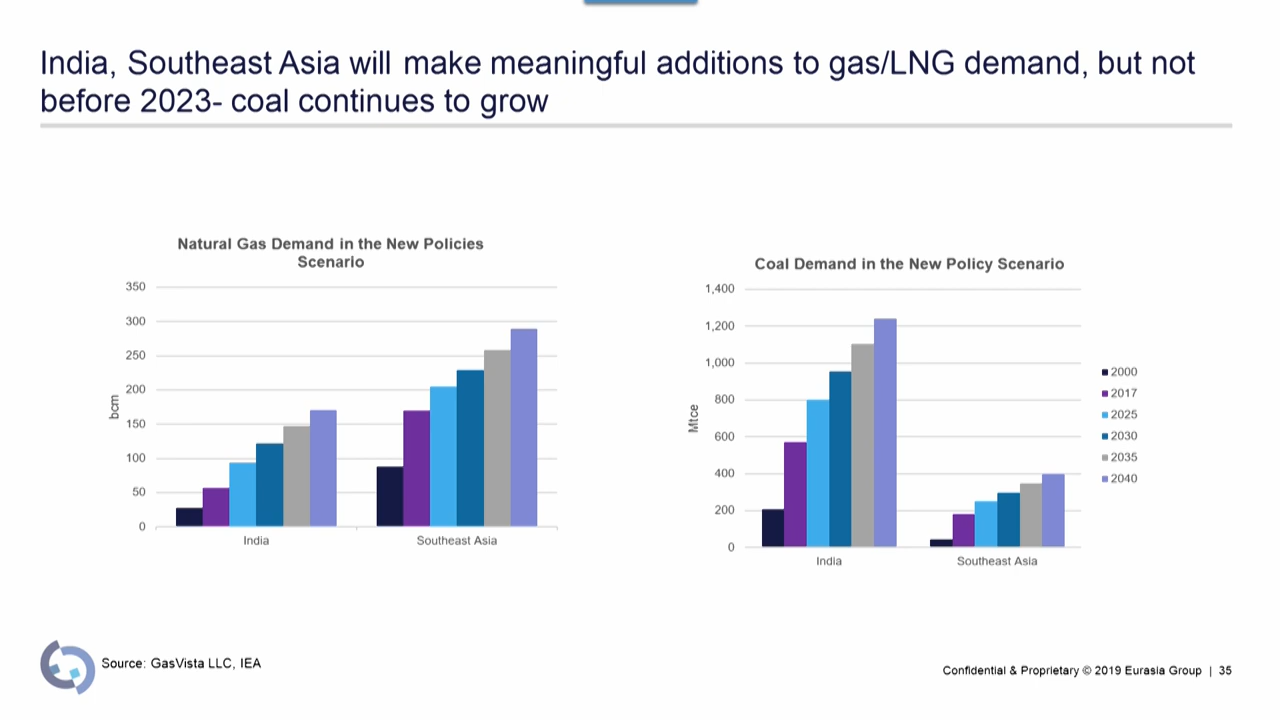 India, Southeast Asia will make meaningful additions to gas/LNG demand, but not
before 2023- coal continues to grow
Natural Gas Demand in the New Policies
Scenario
350
300
250
200
150
100
50
0
bcm
India
Southeast Asia
Coal Demand in the New Policy Scenario
1,400
1,200
1,000
800
600
400
200
0
Mtce
India
Southeast Asia
2000
2017
2025
2030
2035
2040
Source: GasVista LLC, IEA
Confidential & Proprietary © 2019 Eurasia Group | 35